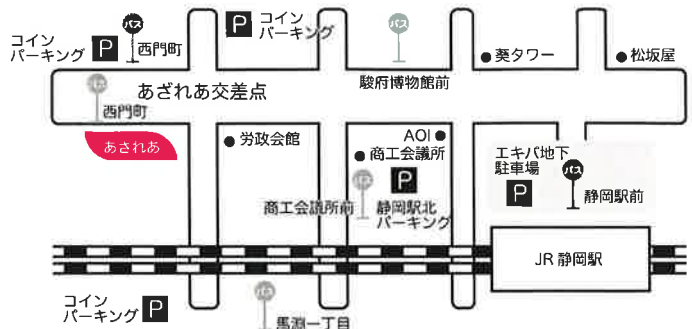 バス
コイン
パーキング
P
西門町
P
コイン
パーキング
バス
駿府博物館前
葵タワー
松坂屋
バス
西門町
あざれあ交差点
あざれあ
労政会館
AOI
商工会議所
P
バス
商工会議所前
静岡駅北
パーキング
エキパ地下
駐車場
P
バス
静岡駅前
JR 静岡駅
コイン
パーキング
P
バス
馬淵一丁目